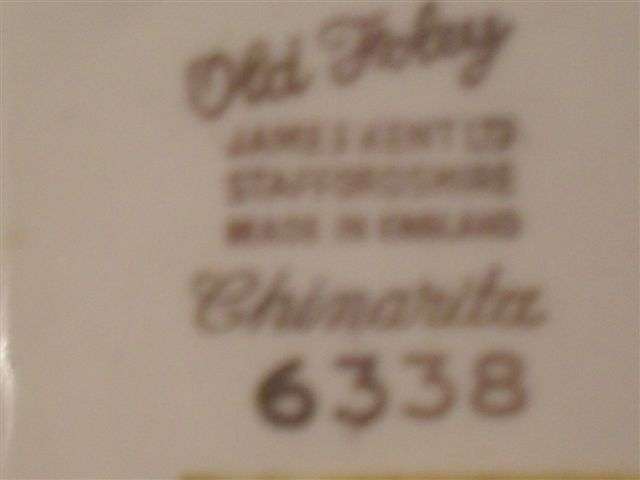 Old Foley
JAMES KENT LTD
STAFFORDSHIRE
MADE IN ENGLAND
Chinarita
6338